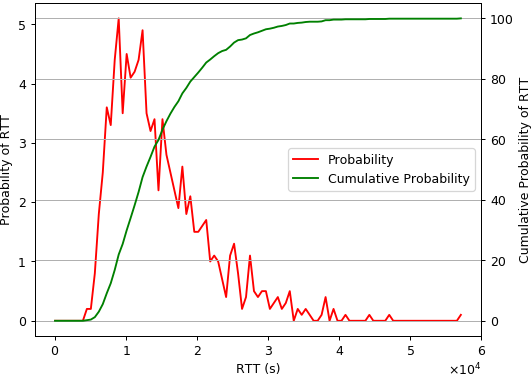 5
4
3
2
1
0
Probability of RTT
100
80
60
40
20
0
Cumulative Probability of RTT
Probability
Cumulative Probability
0 1 2 3 4 5 6
RTT (s)
×10⁴